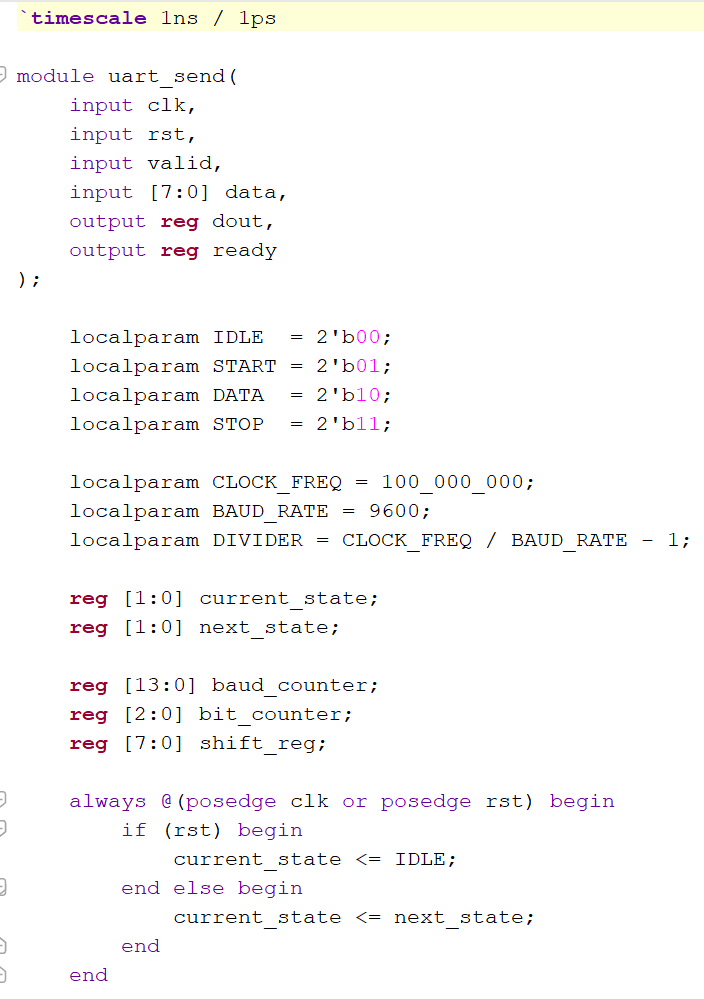 `timescale 1ns / 1ps
module uart_send(
    input clk,
    input rst,
    input valid,
    input [7:0] data,
    output reg dout,
    output reg ready
);
    localparam IDLE  = 2'b00;
    localparam START = 2'b01;
    localparam DATA  = 2'b10;
    localparam STOP  = 2'b11;
    localparam CLOCK_FREQ = 100_000_000;
    localparam BAUD_RATE = 9600;
    localparam DIVIDER = CLOCK_FREQ / BAUD_RATE - 1;
    reg [1:0] current_state;
    reg [1:0] next_state;
    reg [13:0] baud_counter;
    reg [2:0] bit_counter;
    reg [7:0] shift_reg;
    always @(posedge clk or posedge rst) begin
        if (rst) begin
            current_state <= IDLE;
        end else begin
            current_state <= next_state;
        end
    end